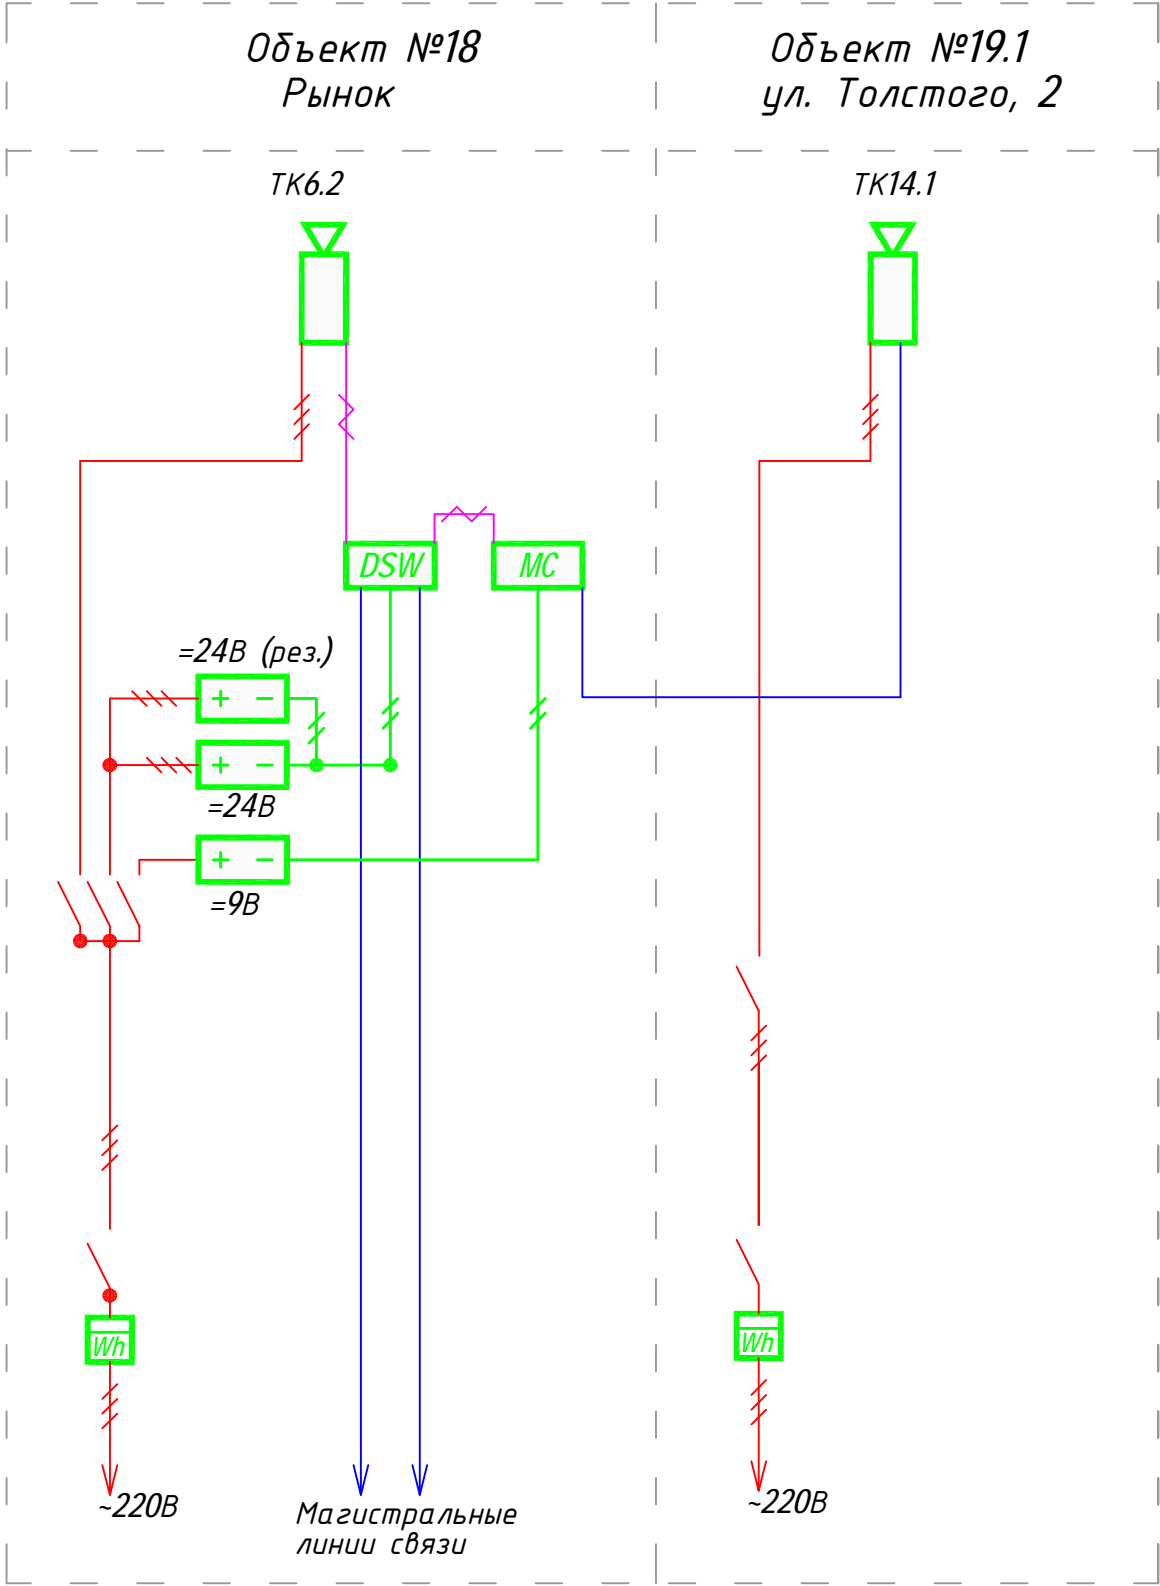 Объект №18
Рынок
Объект №19.1
ул. Толстого, 2
ТК6.2
ТК14.1
DSW
МС
=24В (рез.)
+ −
+ −
=24В
+ −
=9В
Wh
Wh
~220В
~220В
Магистральные
линии связи